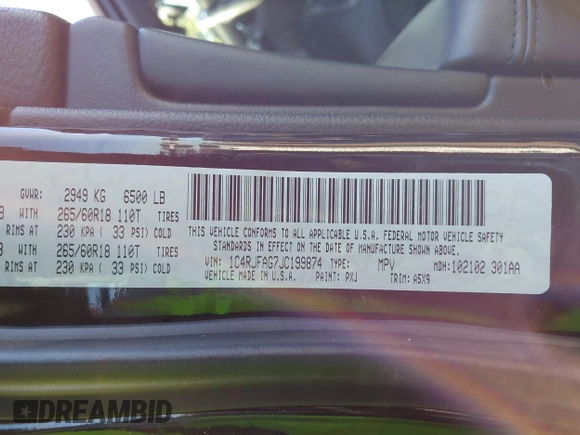 GVWR: 2949 KG 6500 LB
WITH 265/60R18 110T TIRES
RIMS AT 230 KPA ( 33 PSI) COLD
WITH 265/60R18 110T TIRES
RIMS AT 230 KPA ( 33 PSI) COLD
THIS VEHICLE CONFORMS TO ALL APPLICABLE U.S.A. FEDERAL MOTOR VEHICLE SAFETY
STANDARDS IN EFFECT ON THE DATE OF MANUFACTURE SHOWN ABOVE.
VIN: 1C4RJFAG7JC199874 TYPE: MPV MDH:102102 301AA
VEHICLE MADE IN U.S.A. PAINT: PXJ TRIM: A5X9
DREAMBID